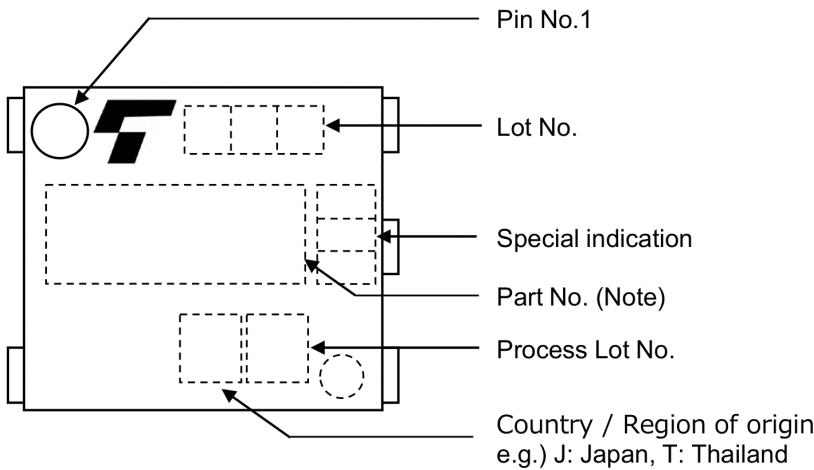 Pin No.1
Lot No.
Special indication
Part No. (Note)
Process Lot No.
Country / Region of origin
e.g.) J: Japan, T: Thailand